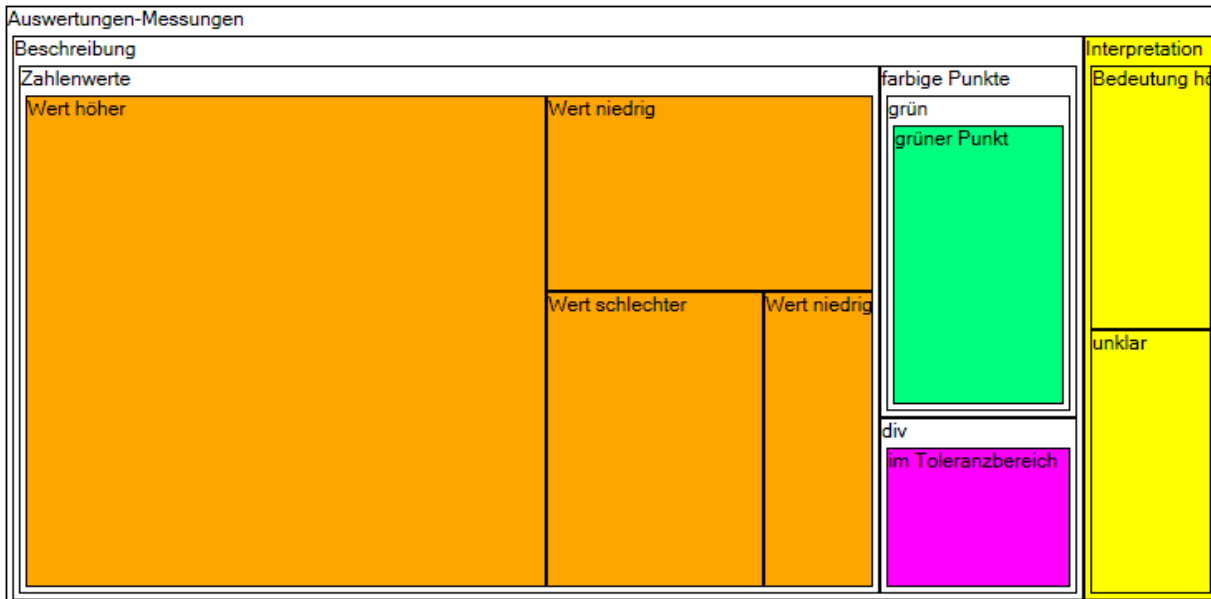 Auswertungen-Messungen
Beschreibung
Interpretation
Zahlenwerte
farbige Punkte
Bedeutung hö
Wert höher
Wert niedrig
grün
grüner Punkt
Wert schlechter
Wert niedrig
unklar
div
im Toleranzbereich